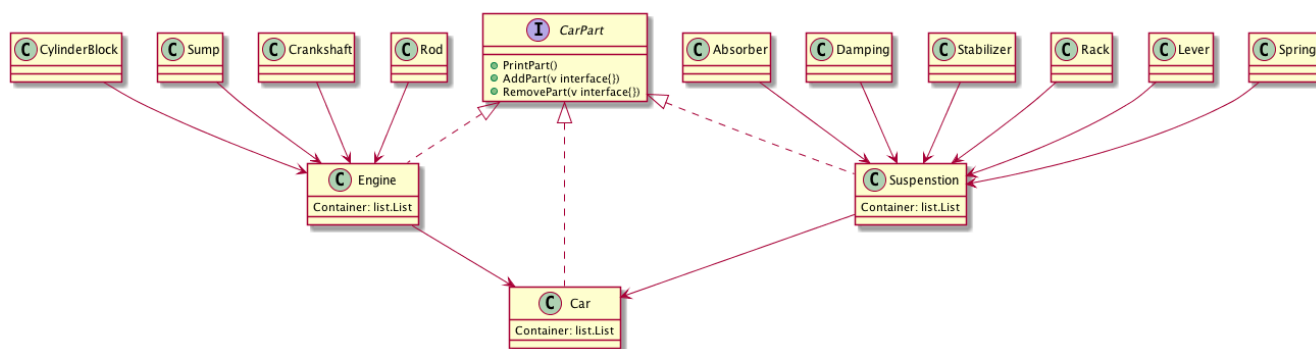 CylinderBlock
Sump
Crankshaft
Rod
CarPart
PrintPart()
AddPart(v interface{})
RemovePart(v interface{})
Absorber
Damping
Stabilizer
Rack
Lever
Spring
Engine
Container: list.List
Suspenstion
Container: list.List
Car
Container: list.List
C
C
C
C
I
C
C
C
C
C
C
C
C
C